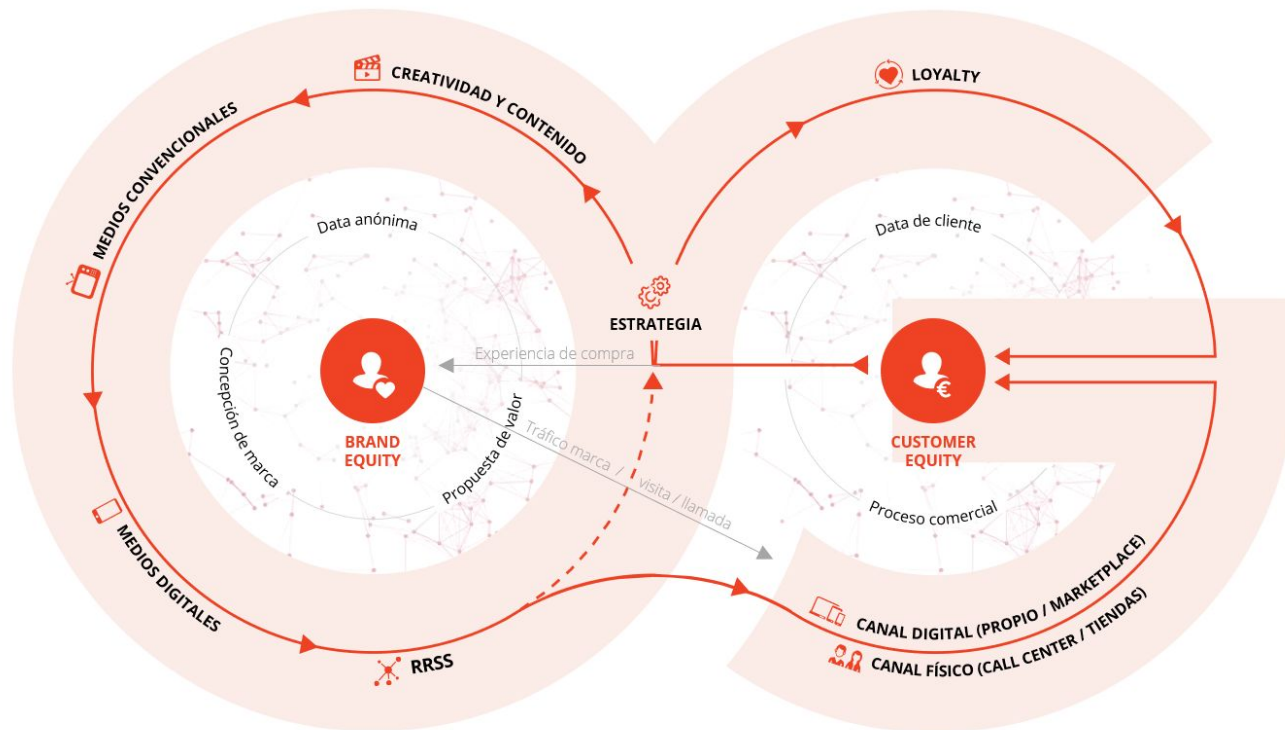 CREATIVIDAD Y CONTENIDO
LOYALTY
MEDIOS CONVENCIONALES
Data anónima
Data de cliente
ESTRATEGIA
Experiencia de compra
Concepción de marca
Propuesta de valor
BRAND
EQUITY
Tráfico marca / visita / llamada
€
CUSTOMER
EQUITY
Proceso comercial
MEDIOS DIGITALES
RRSS
CANAL DIGITAL (PROPIO / MARKETPLACE)
CANAL FÍSICO (CALL CENTER / TIENDAS)